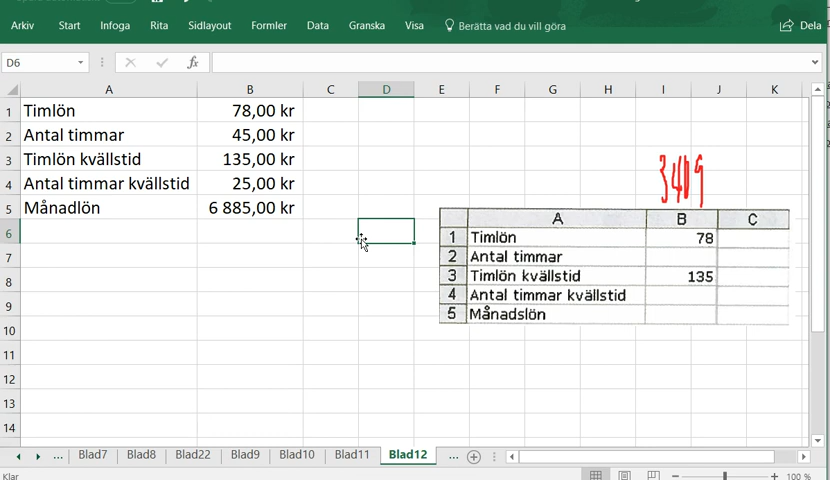 Arkiv Start Infoga Rita Sidlayout Formler Data Granska Visa Berätta vad du vill göra Dela
D6 fx
A B C D E F G H I J K
1 Timlön 78,00 kr
2 Antal timmar 45,00 kr
3 Timlön kvällstid 135,00 kr
4 Antal timmar kvällstid 25,00 kr
5 Månadlön 6 885,00 kr
6
7
8
9
10
11
12
13
14
3409
A B C
1 Timlön 78
2 Antal timmar
3 Timlön kvällstid 135
4 Antal timmar kvällstid
5 Månadslön
... Blad7 Blad8 Blad22 Blad9 Blad10 Blad11 Blad12 ...
Klar 100 %